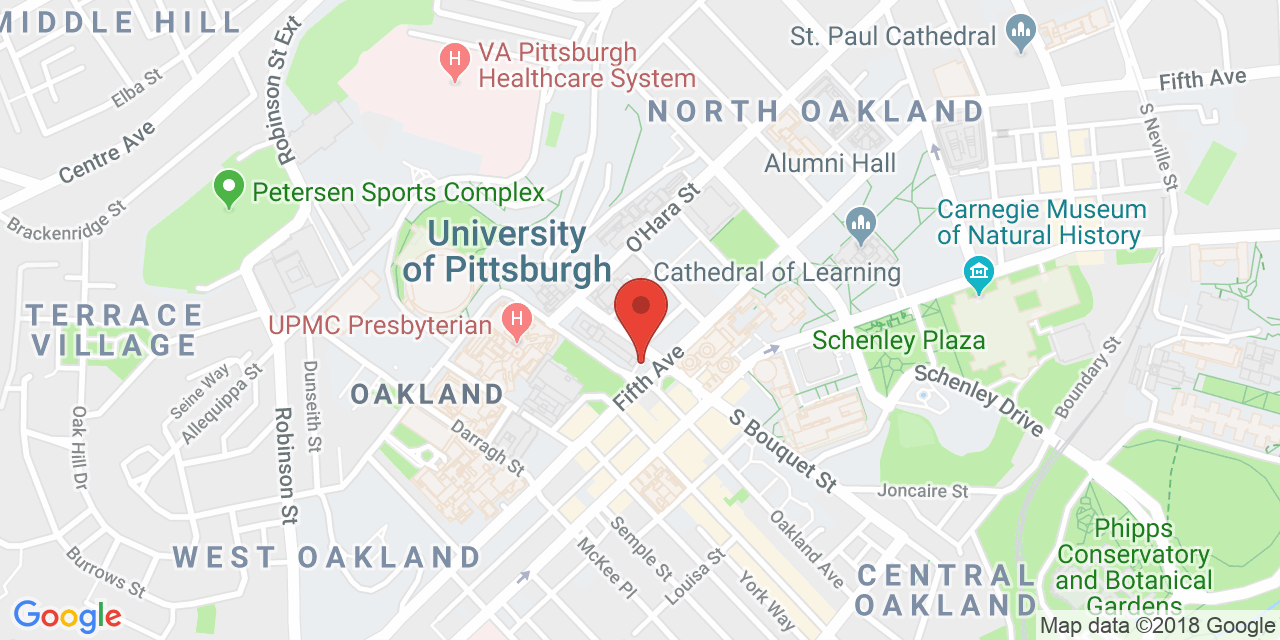 MIDDLE HILL
Elba St
Robinson St Ext
Centre Ave
VA Pittsburgh
Healthcare System
St. Paul Cathedral
Fifth Ave
S Neville St
NORTH OAKLAND
Alumni Hall
Petersen Sports Complex
Brackenridge St
O'Hara St
Carnegie Museum
of Natural History
University
of Pittsburgh
Cathedral of Learning
TERRACE
VILLAGE
UPMC Presbyterian
Schenley Plaza
Schenley Drive
Boundary St
Seine Way
Allequippa St
Dunseith St
OAKLAND
Fifth Ave
Oak Hill Dr
Robinson St
Darragh St
S Bouquet St
Joncaire St
WEST OAKLAND
Burrows St
Semple St
McKee Pl
Louisa St
Oakland Ave
York Way
CENTRAL
OAKLAND
Phipps
Conservatory
and Botanical
Gardens
Google
Map data ©2018 Google